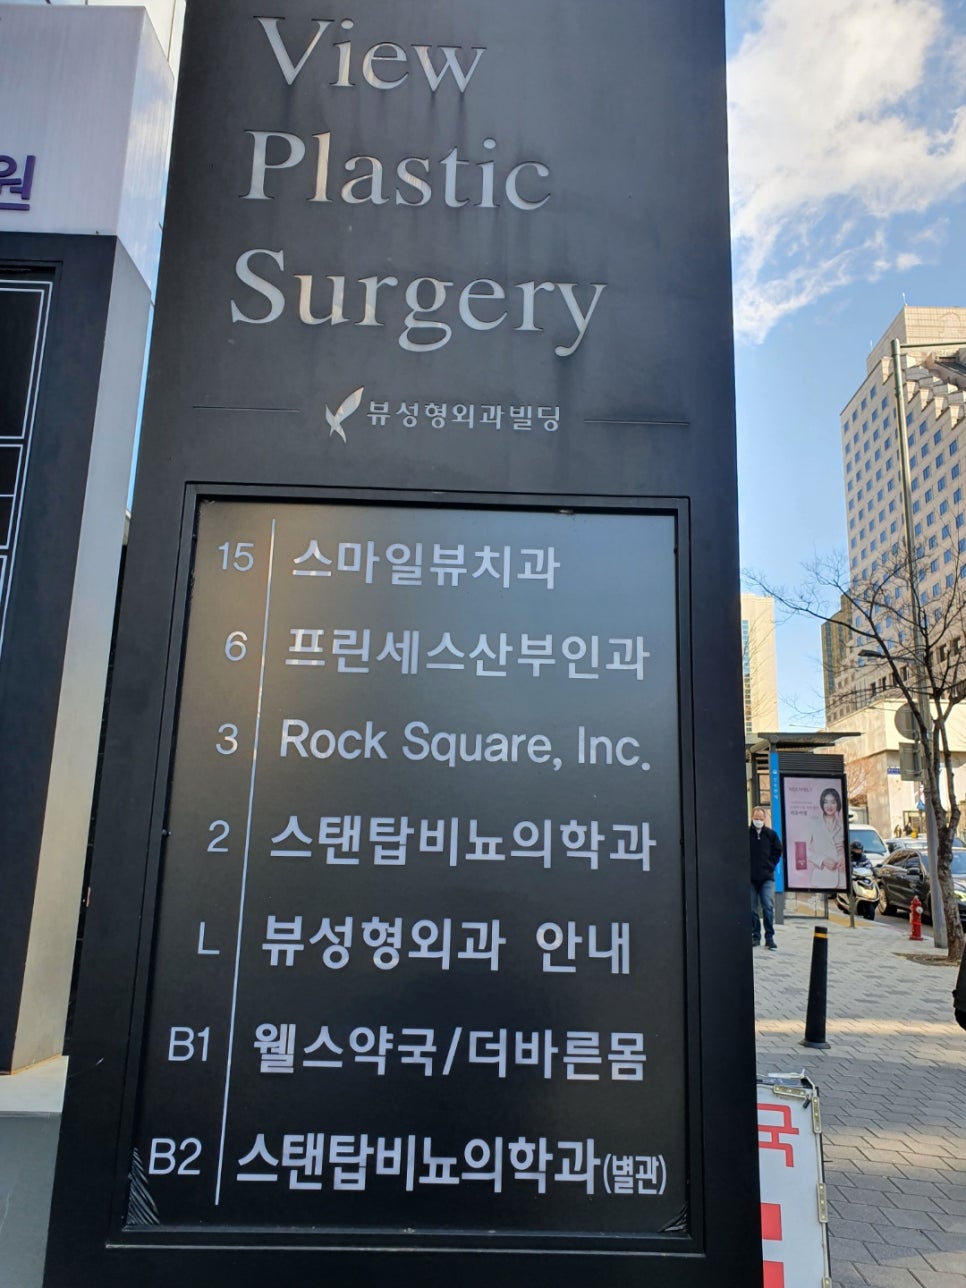 View
Plastic
Surgery
뷰성형외과빌딩
15 스마일뷰치과
6 프린세스산부인과
3 Rock Square, Inc.
2 스탠탑비뇨의학과
L 뷰성형외과 안내
B1 웰스약국/더바른몸
B2 스탠탑비뇨의학과(별관)
원
국